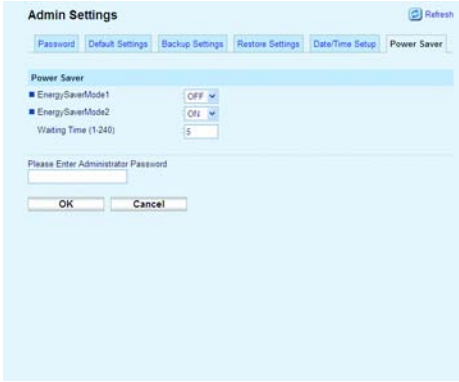 Admin Settings
Refresh
Password Default Settings Backup Settings Restore Settings Date/Time Setup Power Saver
Power Saver
EnergySaverMode1 OFF
EnergySaverMode2 ON
Waiting Time (1-240) 5
Please Enter Administrator Password
OK Cancel